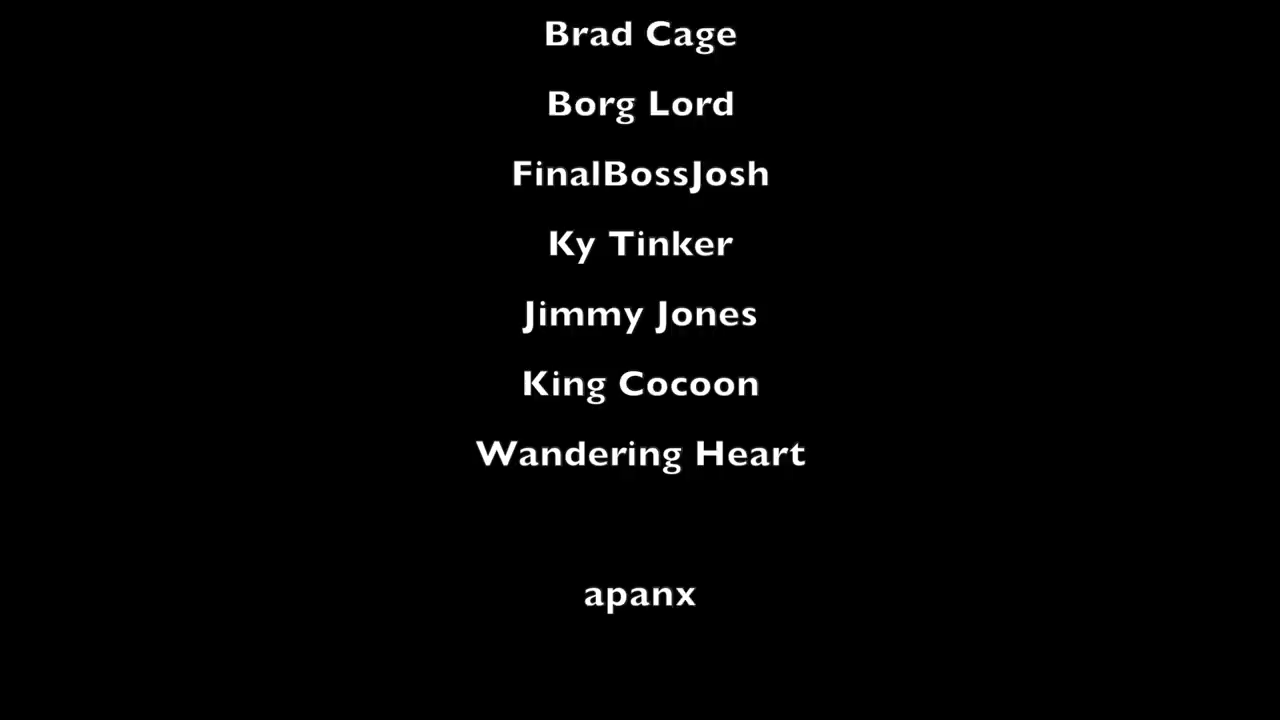 Brad Cage
Borg Lord
FinalBossJosh
Ky Tinker
Jimmy Jones
King Cocoon
Wandering Heart
apanx